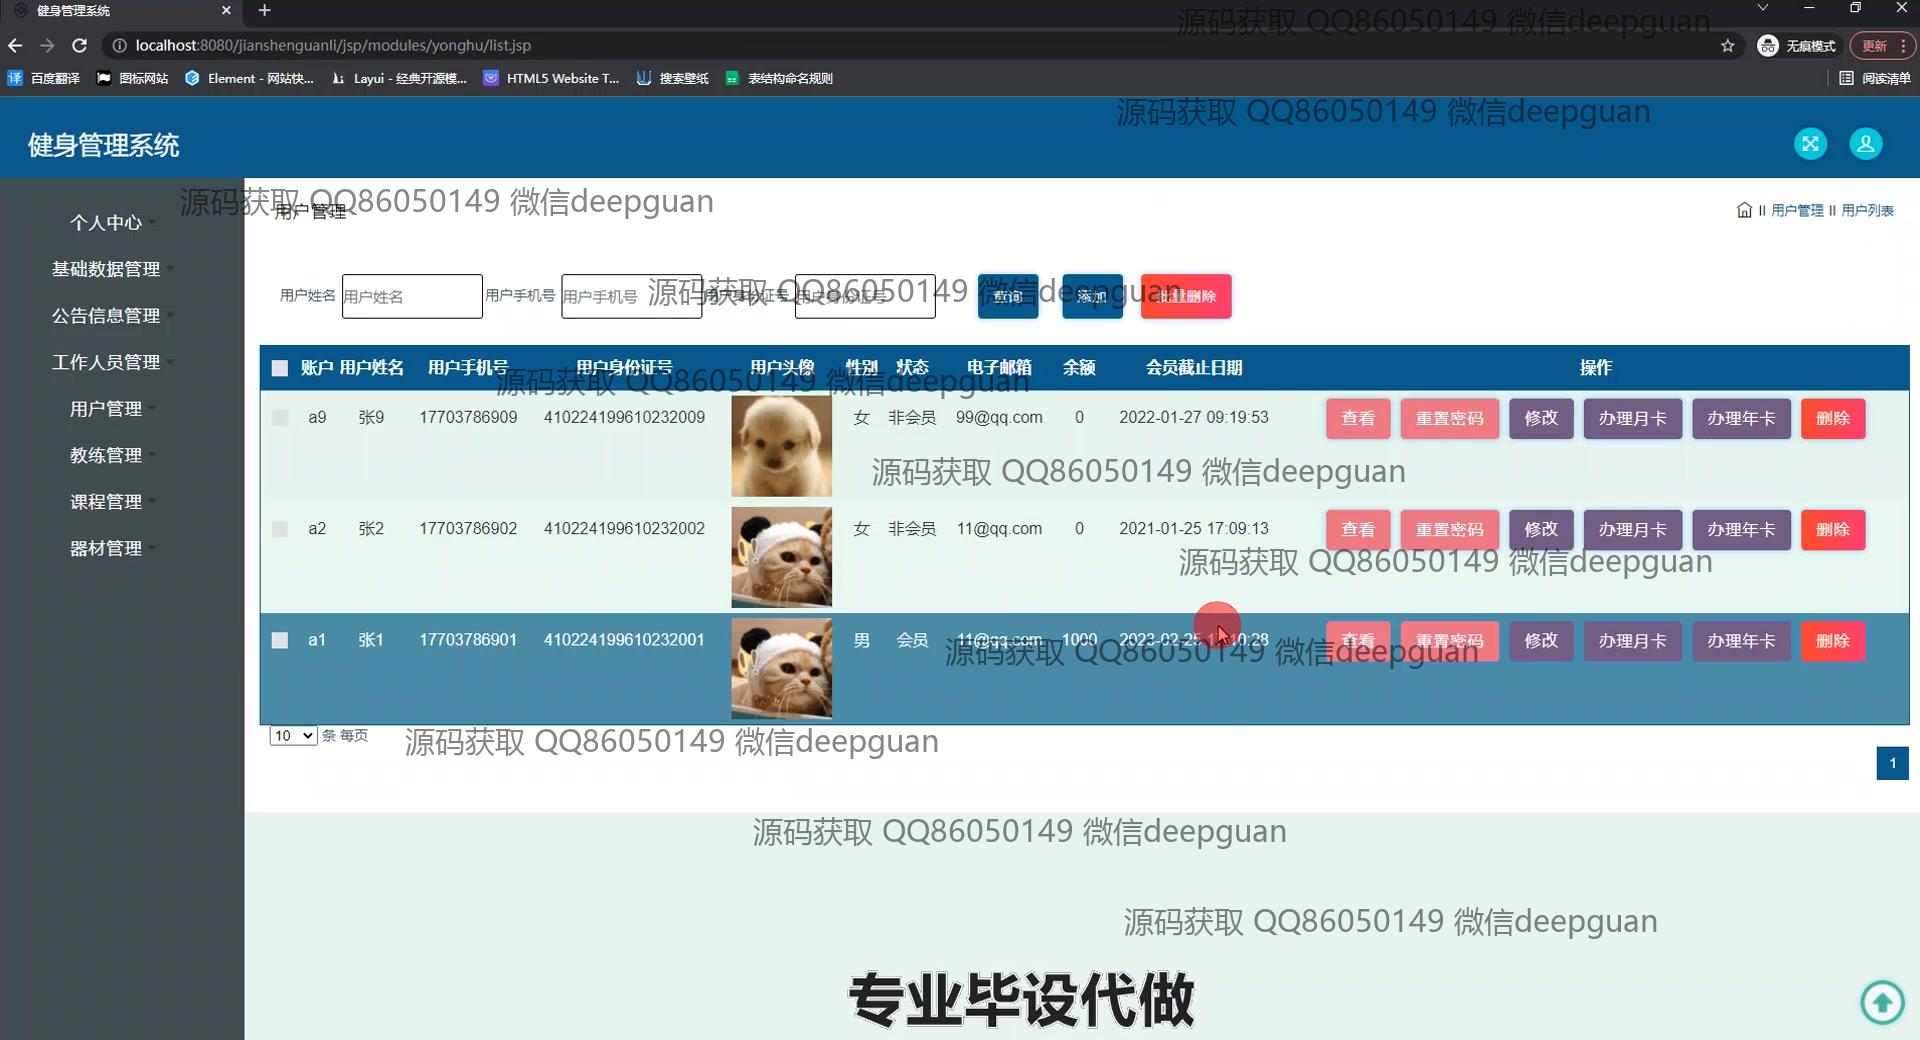 健身管理系统
localhost:8080/jianshenguanli/jsp/modules/yonghu/list.jsp
无痕模式
更新
百度翻译
图标网站
Element - 网站快...
Layui - 经典开源模...
HTML5 Website T...
搜索壁纸
表结构命名规则
阅读清单
源码获取 QQ86050149 微信deepguan
源码获取 QQ86050149 微信deepguan
健身管理系统
个人中心
基础数据管理
公告信息管理
工作人员管理
用户管理
教练管理
课程管理
器材管理
源码获取 QQ86050149 微信deepguan
用户管理
用户管理 用户列表
用户姓名 用户姓名 用户手机号 用户手机号 用户身份证号 用户身份证号 查询 添加 批量删除
源码获取 QQ86050149 微信deepguan
账户 用户姓名 用户手机号 用户身份证号 用户头像 性别 状态 电子邮箱 余额 会员截止日期 操作
源码获取 QQ86050149 微信deepguan
a9 张9 17703786909 410224199610232009 女 非会员 99@qq.com 0 2022-01-27 09:19:53 查看 重置密码 修改 办理月卡 办理年卡 删除
源码获取 QQ86050149 微信deepguan
a2 张2 17703786902 410224199610232002 女 非会员 11@qq.com 0 2021-01-25 17:09:13 查看 重置密码 修改 办理月卡 办理年卡 删除
源码获取 QQ86050149 微信deepguan
a1 张1 17703786901 410224199610232001 男 会员 11@qq.com 1000 2023-02-25 查看 重置密码 修改 办理月卡 办理年卡 删除
源码获取 QQ86050149 微信deepguan
10 条 每页
源码获取 QQ86050149 微信deepguan
1
源码获取 QQ86050149 微信deepguan
源码获取 QQ86050149 微信deepguan
专业毕设代做